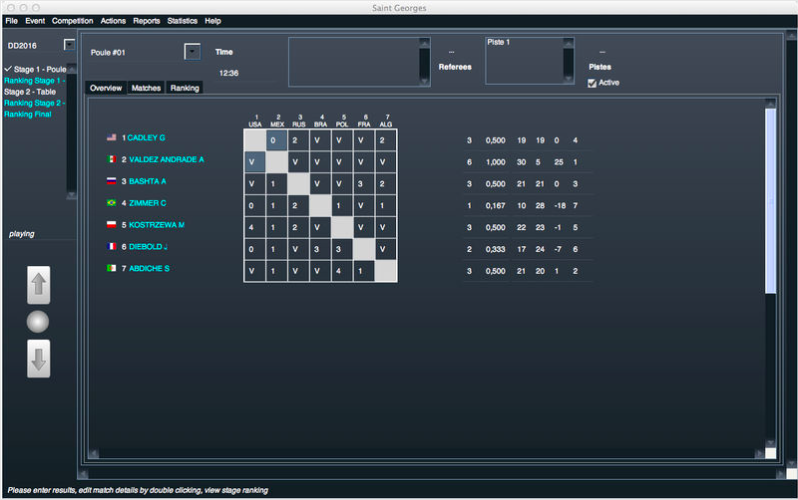 Saint Georges
File Event Competition Actions Reports Statistics Help
DD2016
Stage 1 - Poule
Ranking Stage 1 -
Stage 2 - Table
Ranking Stage 2 -
Ranking Final
playing
Poule #01
Time
12:36
...
Referees
Piste 1
...
Pistes
Active
Overview Matches Ranking
1 2 3 4 5 6 7
USA MEX RUS BRA POL FRA ALG
1 CADLEY G 0 2 V V V 2 3 0,500 19 19 0 4
2 VALDEZ ANDRADE A V V V V V V 6 1,000 30 5 25 1
3 BASHTA A V 1 V V 3 2 3 0,500 21 21 0 3
4 ZIMMER C 0 1 2 1 V 1 1 0,167 10 28 -18 7
5 KOSTRZEWA M 4 1 2 V V V 3 0,500 22 23 -1 5
6 DIEBOLD J 0 1 V 3 3 V 2 0,333 17 24 -7 6
7 ABDICHE S V 1 V V 4 1 3 0,500 21 20 1 2
Please enter results, edit match details by double clicking, view stage ranking